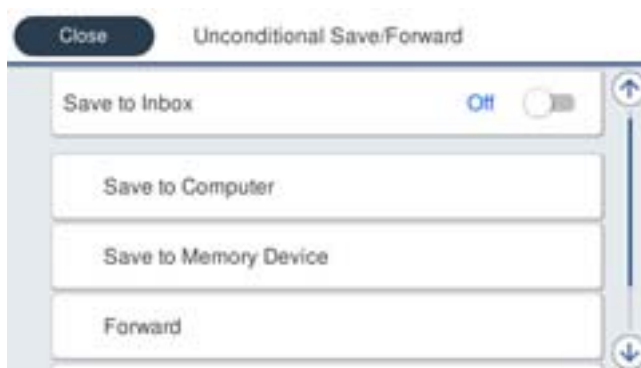 Close Unconditional Save/Forward
Save to Inbox Off
Save to Computer
Save to Memory Device
Forward